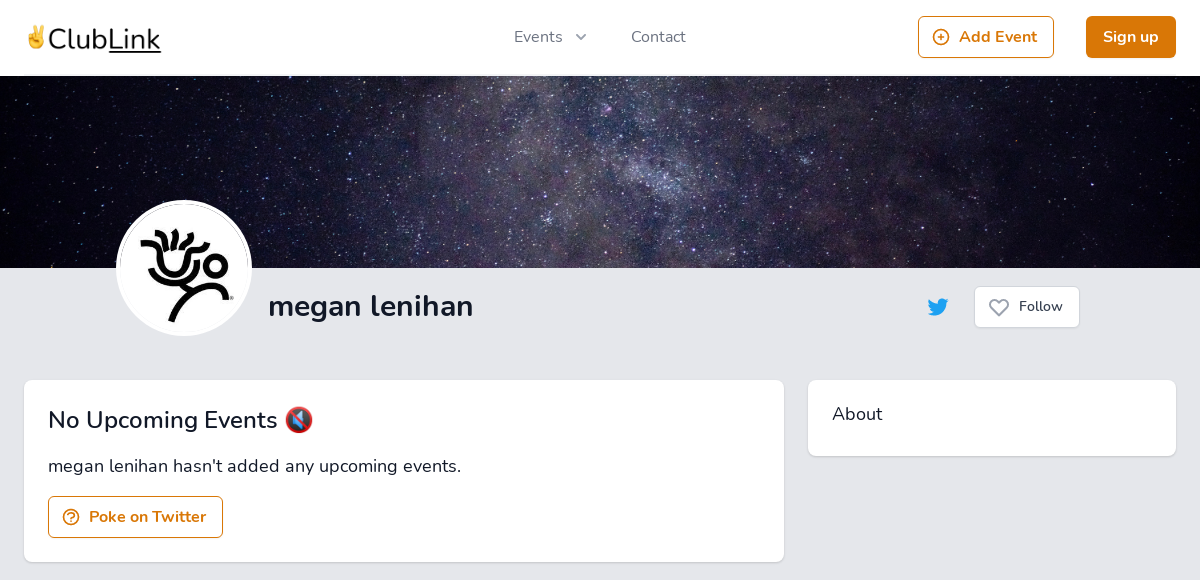 ✌️ClubLink
Events
Contact
Add Event
Sign up
megan lenihan
Follow
No Upcoming Events 🔇
megan lenihan hasn't added any upcoming events.
Poke on Twitter
About